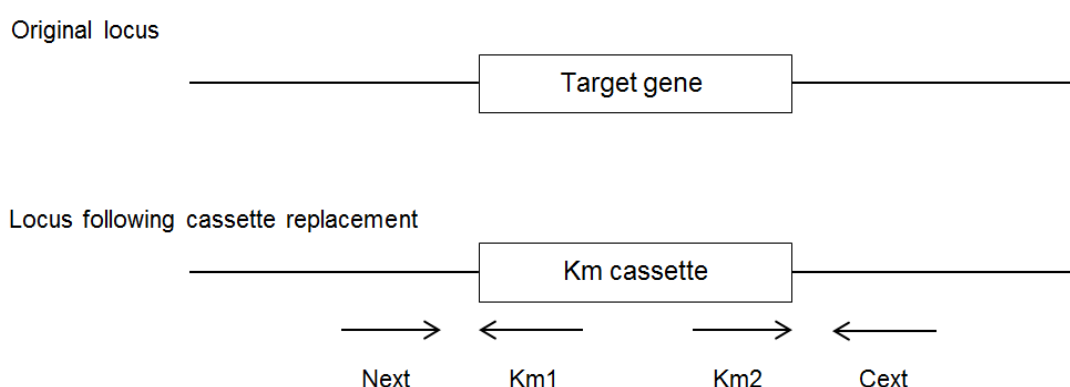 Original locus
Target gene
Locus following cassette replacement
Km cassette
Next Km1 Km2 Cext